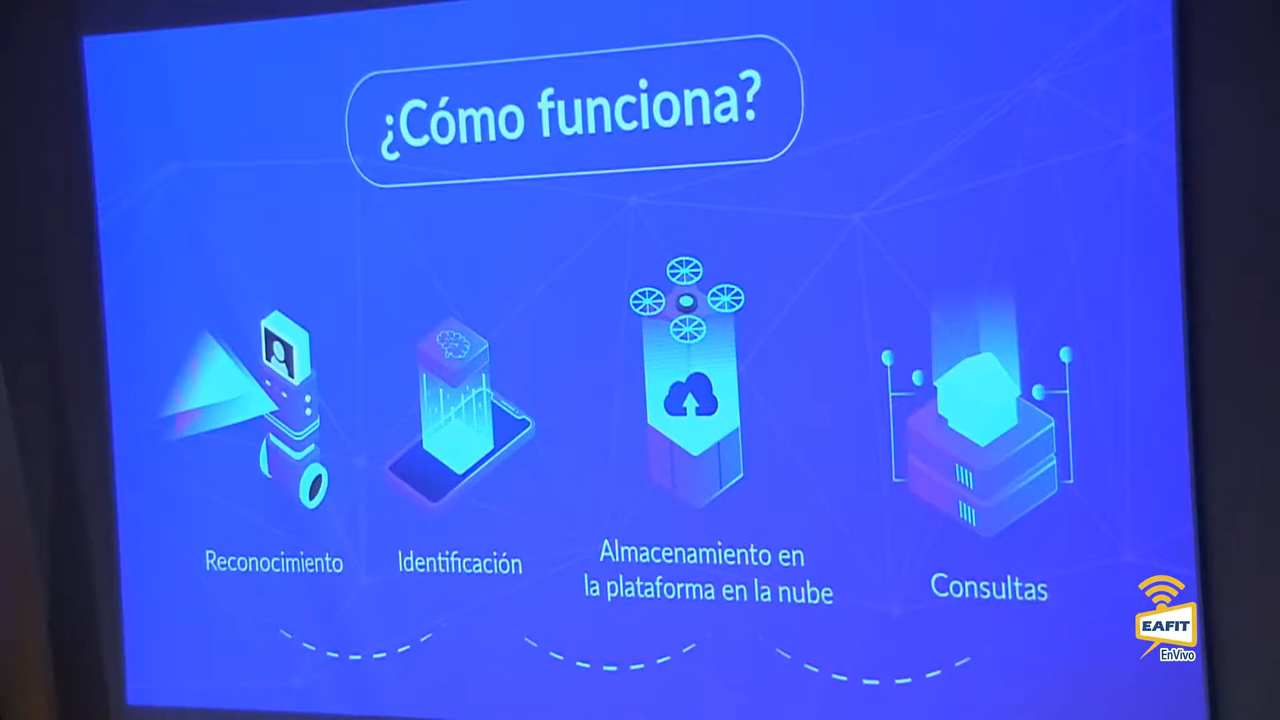 ¿Cómo funciona?
Reconocimiento
Identificación
Almacenamiento en
la plataforma en la nube
Consultas
EAFIT
EnVivo